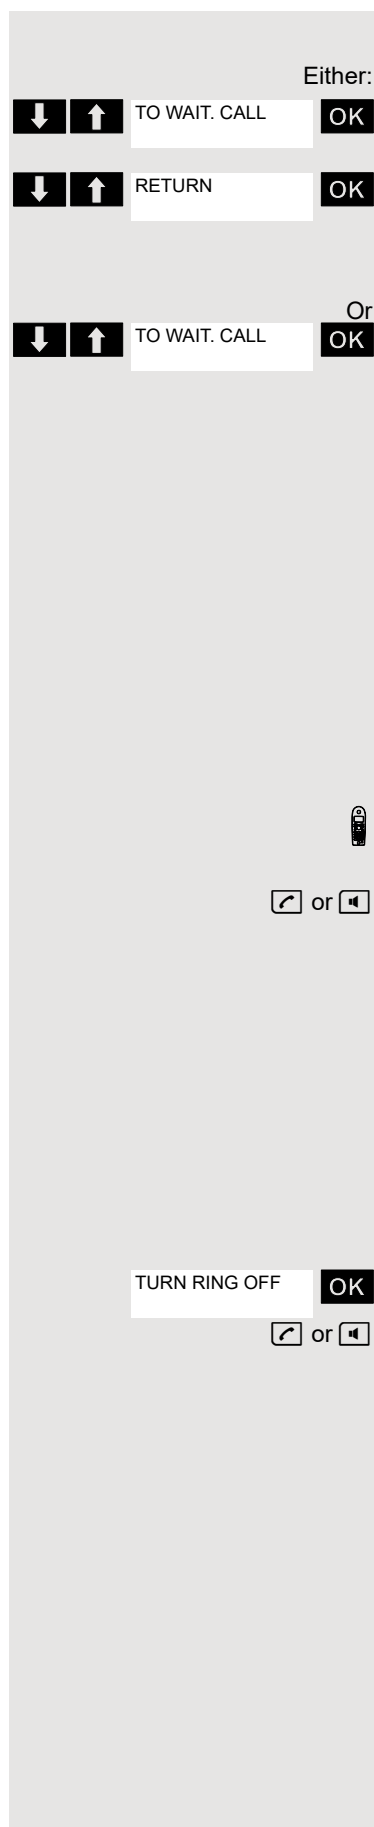 Either:
TO WAIT. CALL OK
RETURN OK
Or
TO WAIT. CALL OK
or
TURN RING OFF OK
or